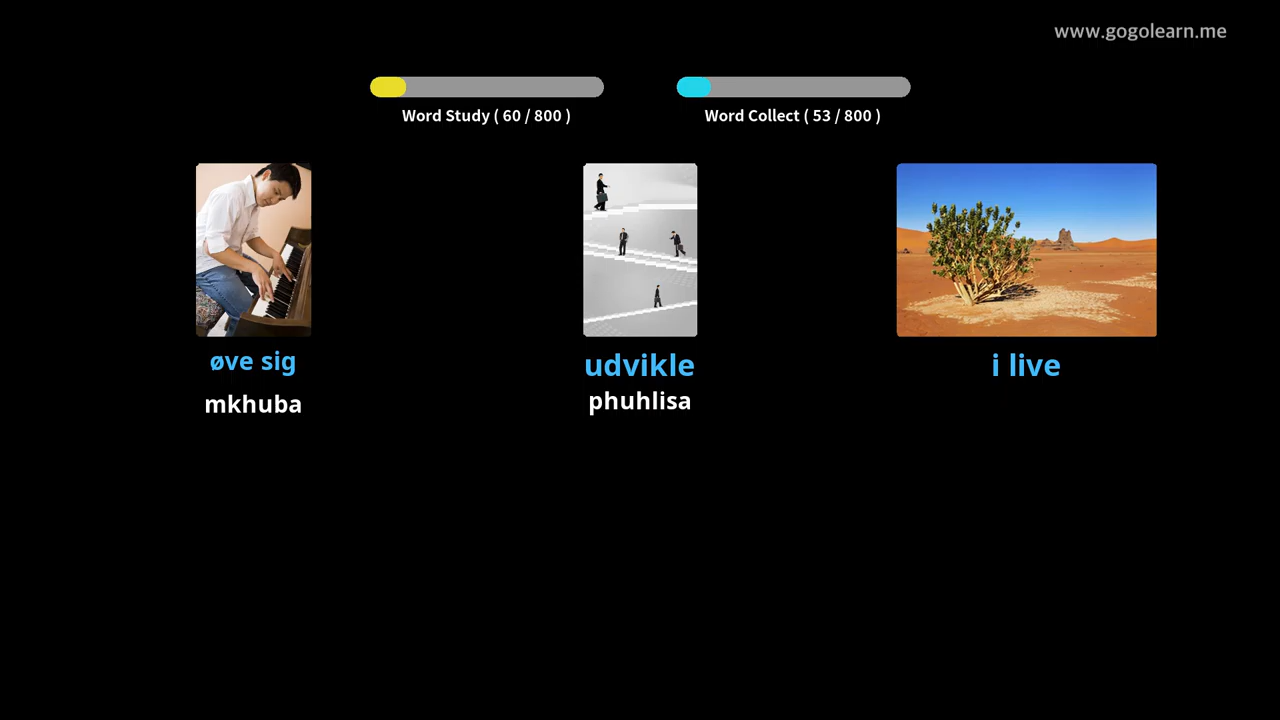 www.gogolearn.me
Word Study ( 60 / 800 )
Word Collect ( 53 / 800 )
øve sig
mkhuba
udvikle
phuhlisa
i live